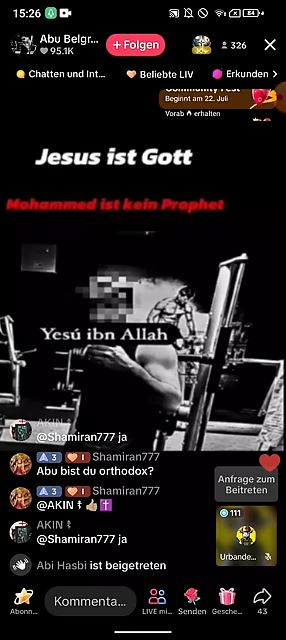 15:26
84
Abu Belgr...
95.1K
+ Folgen
326
Chatten und Int...
Beliebte LIV
Erkunden >
Community Fest
Beginnt am 22. Juli
Vorab erhalten
Jesus ist Gott
Mohammed ist kein Prophet
Yesú ibn Allah
AKIN
@Shamiran777 ja
3 1 Shamiran777
Abu bist du orthodox?
3 1 Shamiran777
@AKIN 👍🏼✝️
AKIN
@Shamiran777 ja
Abi Hasbi ist beigetreten
Anfrage zum
Beitreten
111
Urbande...
Kommenta...
Abonn...
LIVE mi...
Senden
Gesche...
43